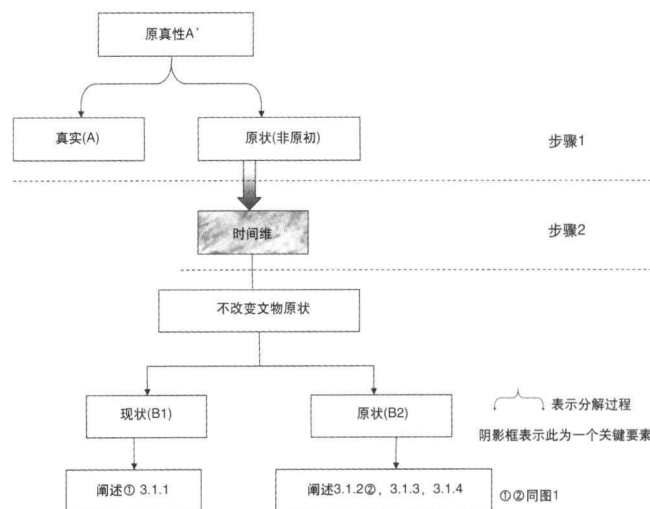 原真性A'
真实(A)
原状(非原初)
步骤1
时间维
步骤2
不改变文物原状
现状(B1)
原状(B2)
表示分解过程
阴影框表示此为一个关键要素
阐述① 3.1.1
阐述3.1.2②, 3.1.3, 3.1.4
①②同图1